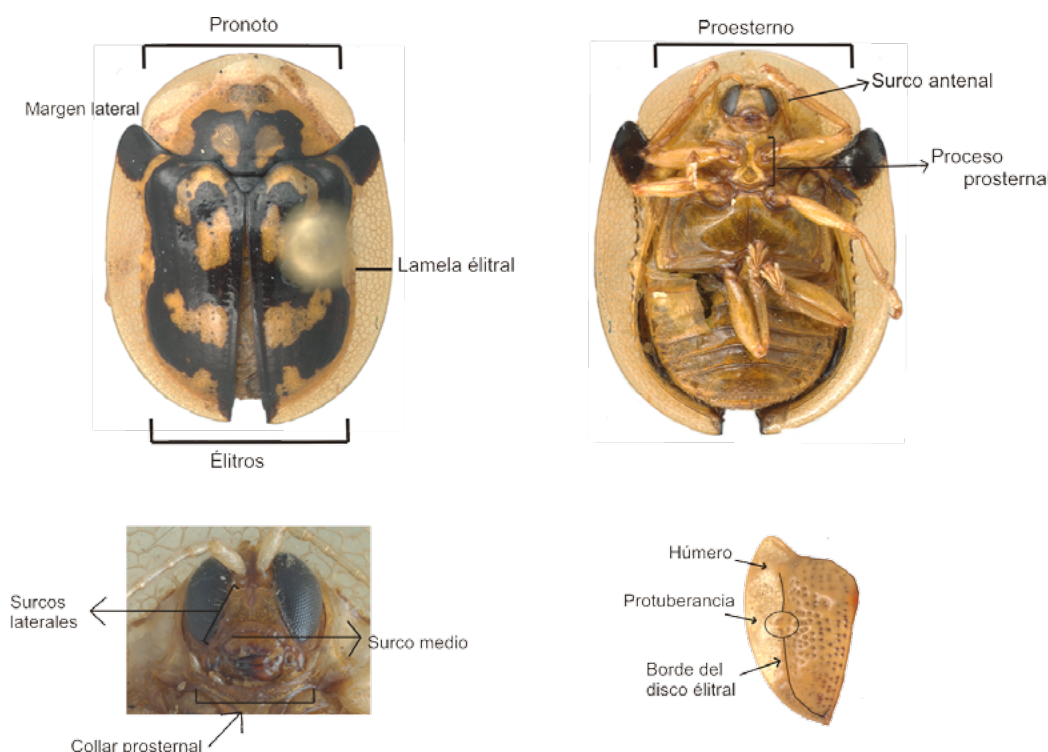 Pronoto
Margen lateral
Lamela élitral
Élitros
Proesterno
Surco antenal
Proceso
prosternal
Surcos
laterales
Surco medio
Collar prosternal
Húmero
Protuberancia
Borde del
disco élitral